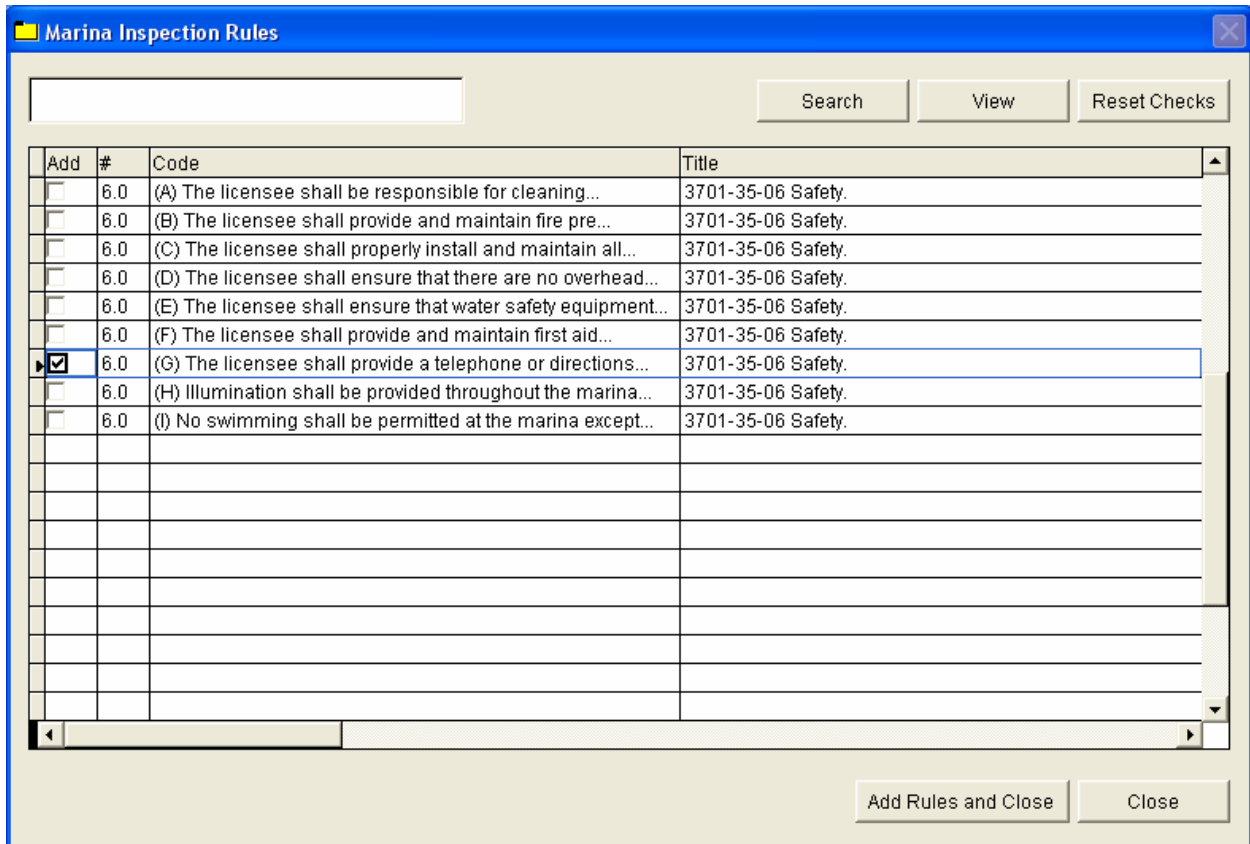 Marina Inspection Rules
Search View Reset Checks
Add # Code Title
6.0 (A) The licensee shall be responsible for cleaning... 3701-35-06 Safety.
6.0 (B) The licensee shall provide and maintain fire pre... 3701-35-06 Safety.
6.0 (C) The licensee shall properly install and maintain all... 3701-35-06 Safety.
6.0 (D) The licensee shall ensure that there are no overhead... 3701-35-06 Safety.
6.0 (E) The licensee shall ensure that water safety equipment... 3701-35-06 Safety.
6.0 (F) The licensee shall provide and maintain first aid... 3701-35-06 Safety.
6.0 (G) The licensee shall provide a telephone or directions... 3701-35-06 Safety.
6.0 (H) Illumination shall be provided throughout the marina... 3701-35-06 Safety.
6.0 (I) No swimming shall be permitted at the marina except... 3701-35-06 Safety.
Add Rules and Close Close